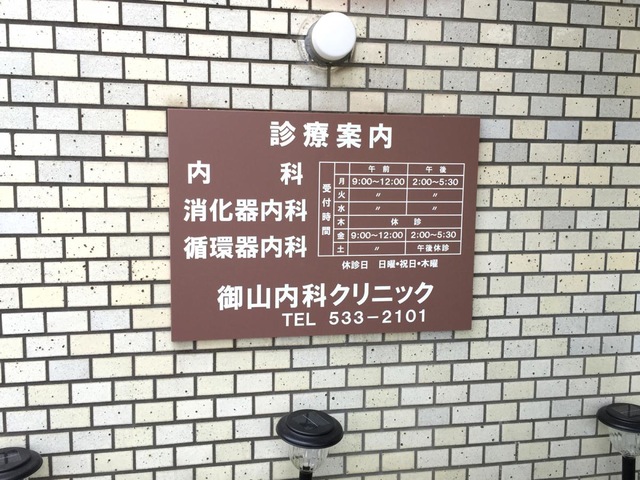 診療案内
内 科
消化器内科
循環器内科
受付時間
午前 午後
月 9:00〜12:00 2:00〜5:30
火 〃 〃
水 〃 〃
木 休診
金 9:00〜12:00 2:00〜5:30
土 〃 午後休診
休診日 日曜・祝日・木曜
御山内科クリニック
TEL 533-2101